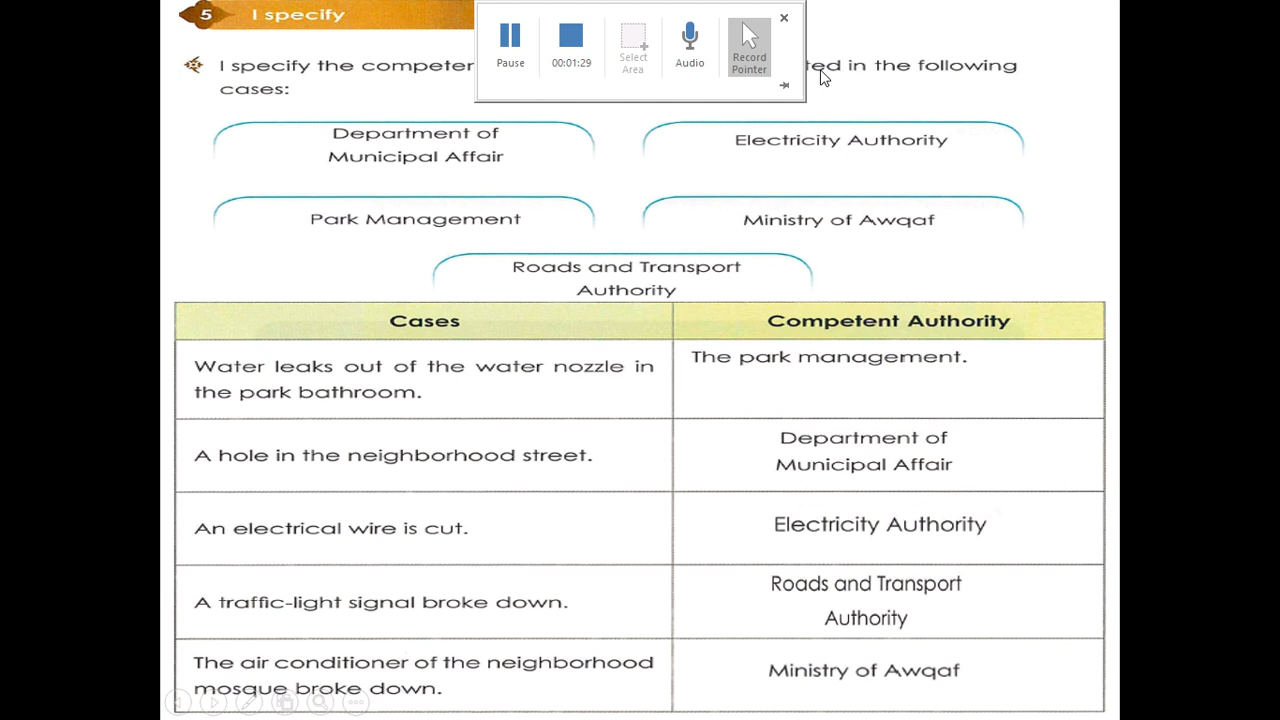 5 I specify
Pause
00:01:29
Select
Area
Audio
Record
Pointer
I specify the ted in the following
cases:
Department of
Municipal Affair
Electricity Authority
Park Management
Ministry of Awqaf
Roads and Transport
Authority
Cases Competent Authority
Water leaks out of the water nozzle in
the park bathroom.
The park management.
A hole in the neighborhood street.
Department of
Municipal Affair
An electrical wire is cut.
Electricity Authority
A traffic-light signal broke down.
Roads and Transport
Authority
The air conditioner of the neighborhood
mosque broke down.
Ministry of Awqaf